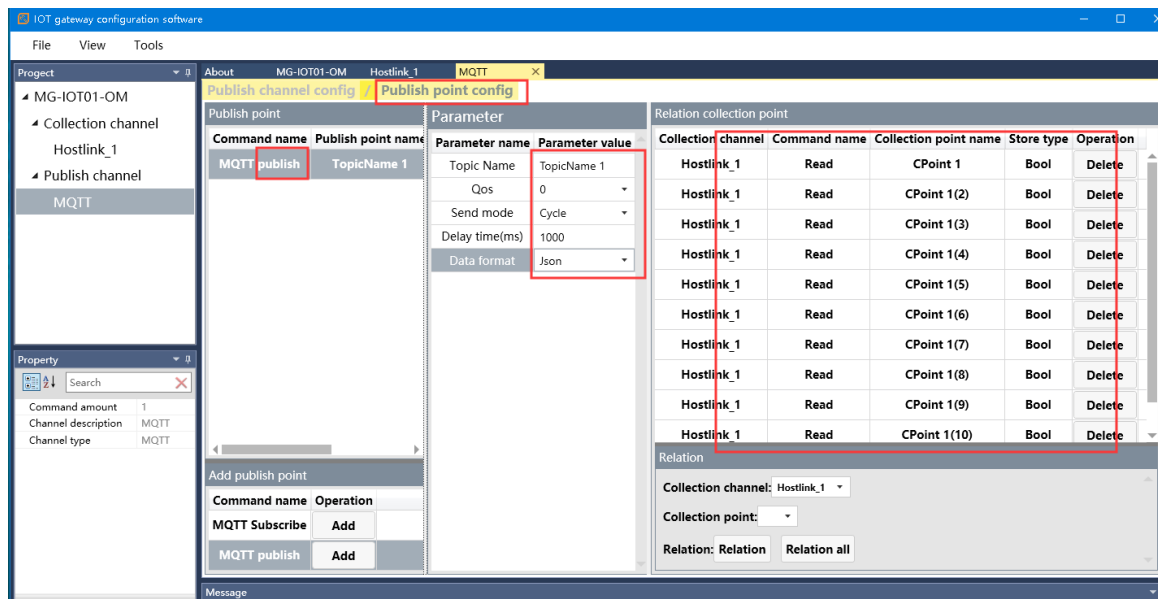 IOT gateway configuration software
File View Tools
Progect
About MG-IOT01-OM Hostlink_1 MQTT
MG-IOT01-OM
Collection channel
Hostlink_1
Publish channel
MQTT
Property
Search
Command amount 1
Channel description MQTT
Channel type MQTT
Publish channel config / Publish point config
Publish point
Command name Publish point name
MQTT publish TopicName 1
Add publish point
Command name Operation
MQTT Subscribe Add
MQTT publish Add
Parameter
Parameter name Parameter value
Topic Name TopicName 1
Qos 0
Send mode Cycle
Delay time(ms) 1000
Data format Json
Relation collection point
Collection channel Command name Collection point name Store type Operation
Hostlink_1 Read CPoint 1 Bool Delete
Hostlink_1 Read CPoint 1(2) Bool Delete
Hostlink_1 Read CPoint 1(3) Bool Delete
Hostlink_1 Read CPoint 1(4) Bool Delete
Hostlink_1 Read CPoint 1(5) Bool Delete
Hostlink_1 Read CPoint 1(6) Bool Delete
Hostlink_1 Read CPoint 1(7) Bool Delete
Hostlink_1 Read CPoint 1(8) Bool Delete
Hostlink_1 Read CPoint 1(9) Bool Delete
Hostlink_1 Read CPoint 1(10) Bool Delete
Relation
Collection channel: Hostlink_1
Collection point:
Relation: Relation Relation all
Message